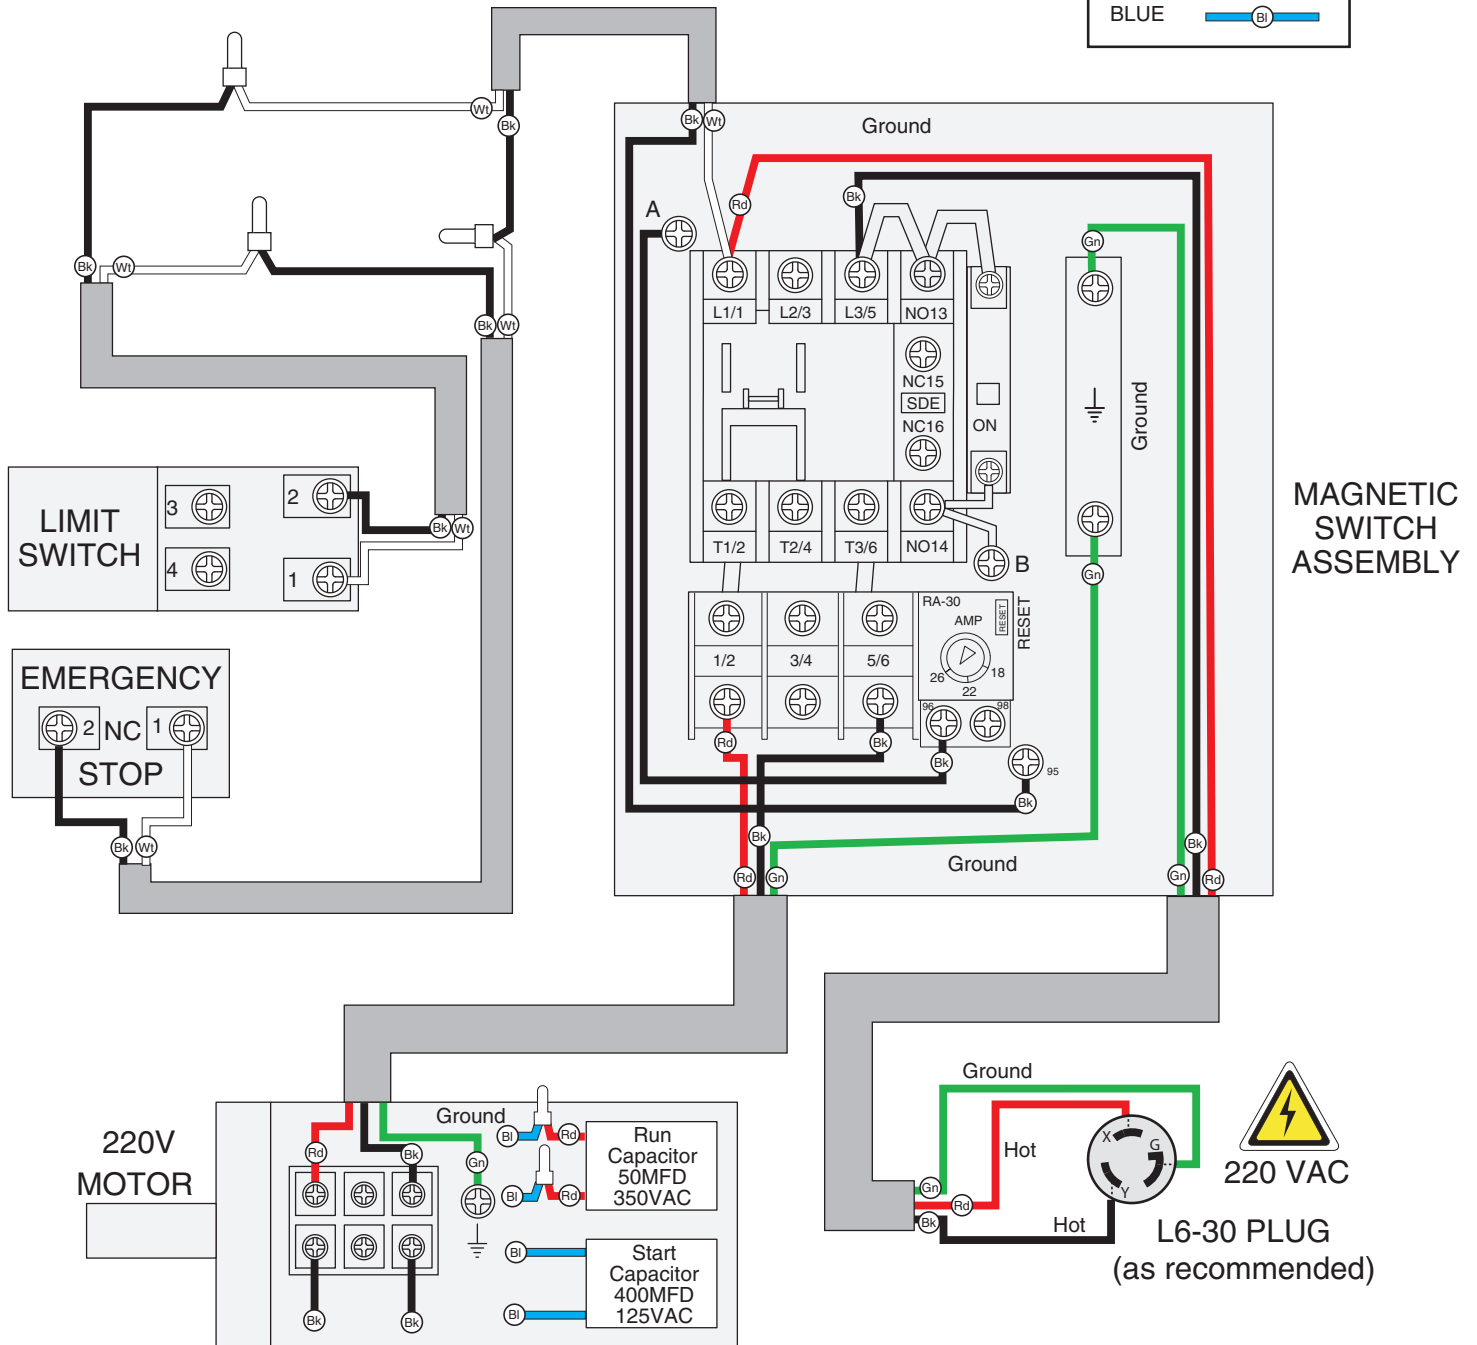 BLUE
Bl
Wt
Bk
Bk
Wt
Ground
Rd
Bk
A
Gn
Bk
Wt
Bk
Wt
L1/1
L2/3
L3/5
NO13
NC15
SDE
NC16
ON
Ground
MAGNETIC
SWITCH
ASSEMBLY
LIMIT
SWITCH
3
2
4
1
Bk
Wt
T1/2
T2/4
T3/6
NO14
B
Gn
RA-30
AMP
RESET
RESET
26
18
22
1/2
3/4
5/6
96
98
95
EMERGENCY
2
NC
1
STOP
Bk
Wt
Rd
Bk
Bk
Bk
Bk
Bk
Ground
Rd
Gn
Gn
Rd
220V
MOTOR
Ground
Rd
Bk
Gn
Bl
Rd
Bl
Rd
Run
Capacitor
50MFD
350VAC
Bl
Bl
Start
Capacitor
400MFD
125VAC
Bk
Bk
Ground
Hot
X
G
Y
Gn
Rd
Bk
Hot
220 VAC
L6-30 PLUG
(as recommended)